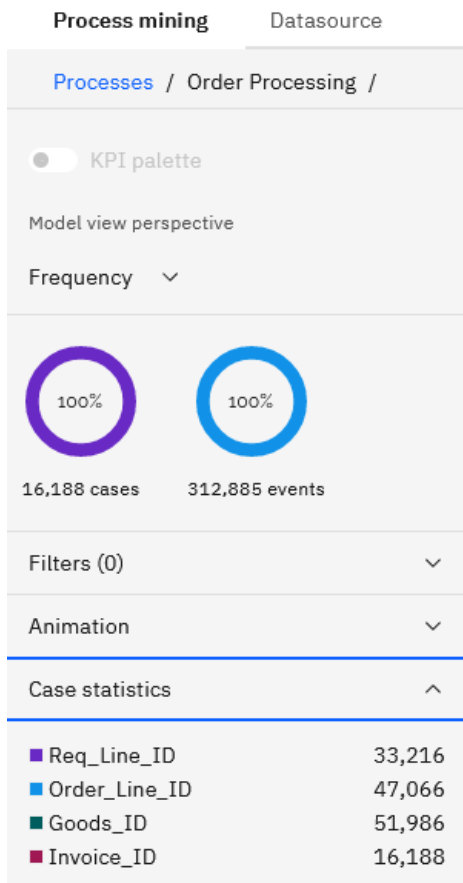 Process mining Datasource
Processes / Order Processing /
KPI palette
Model view perspective
Frequency
100% 100%
16,188 cases 312,885 events
Filters (0)
Animation
Case statistics
Req_Line_ID 33,216
Order_Line_ID 47,066
Goods_ID 51,986
Invoice_ID 16,188